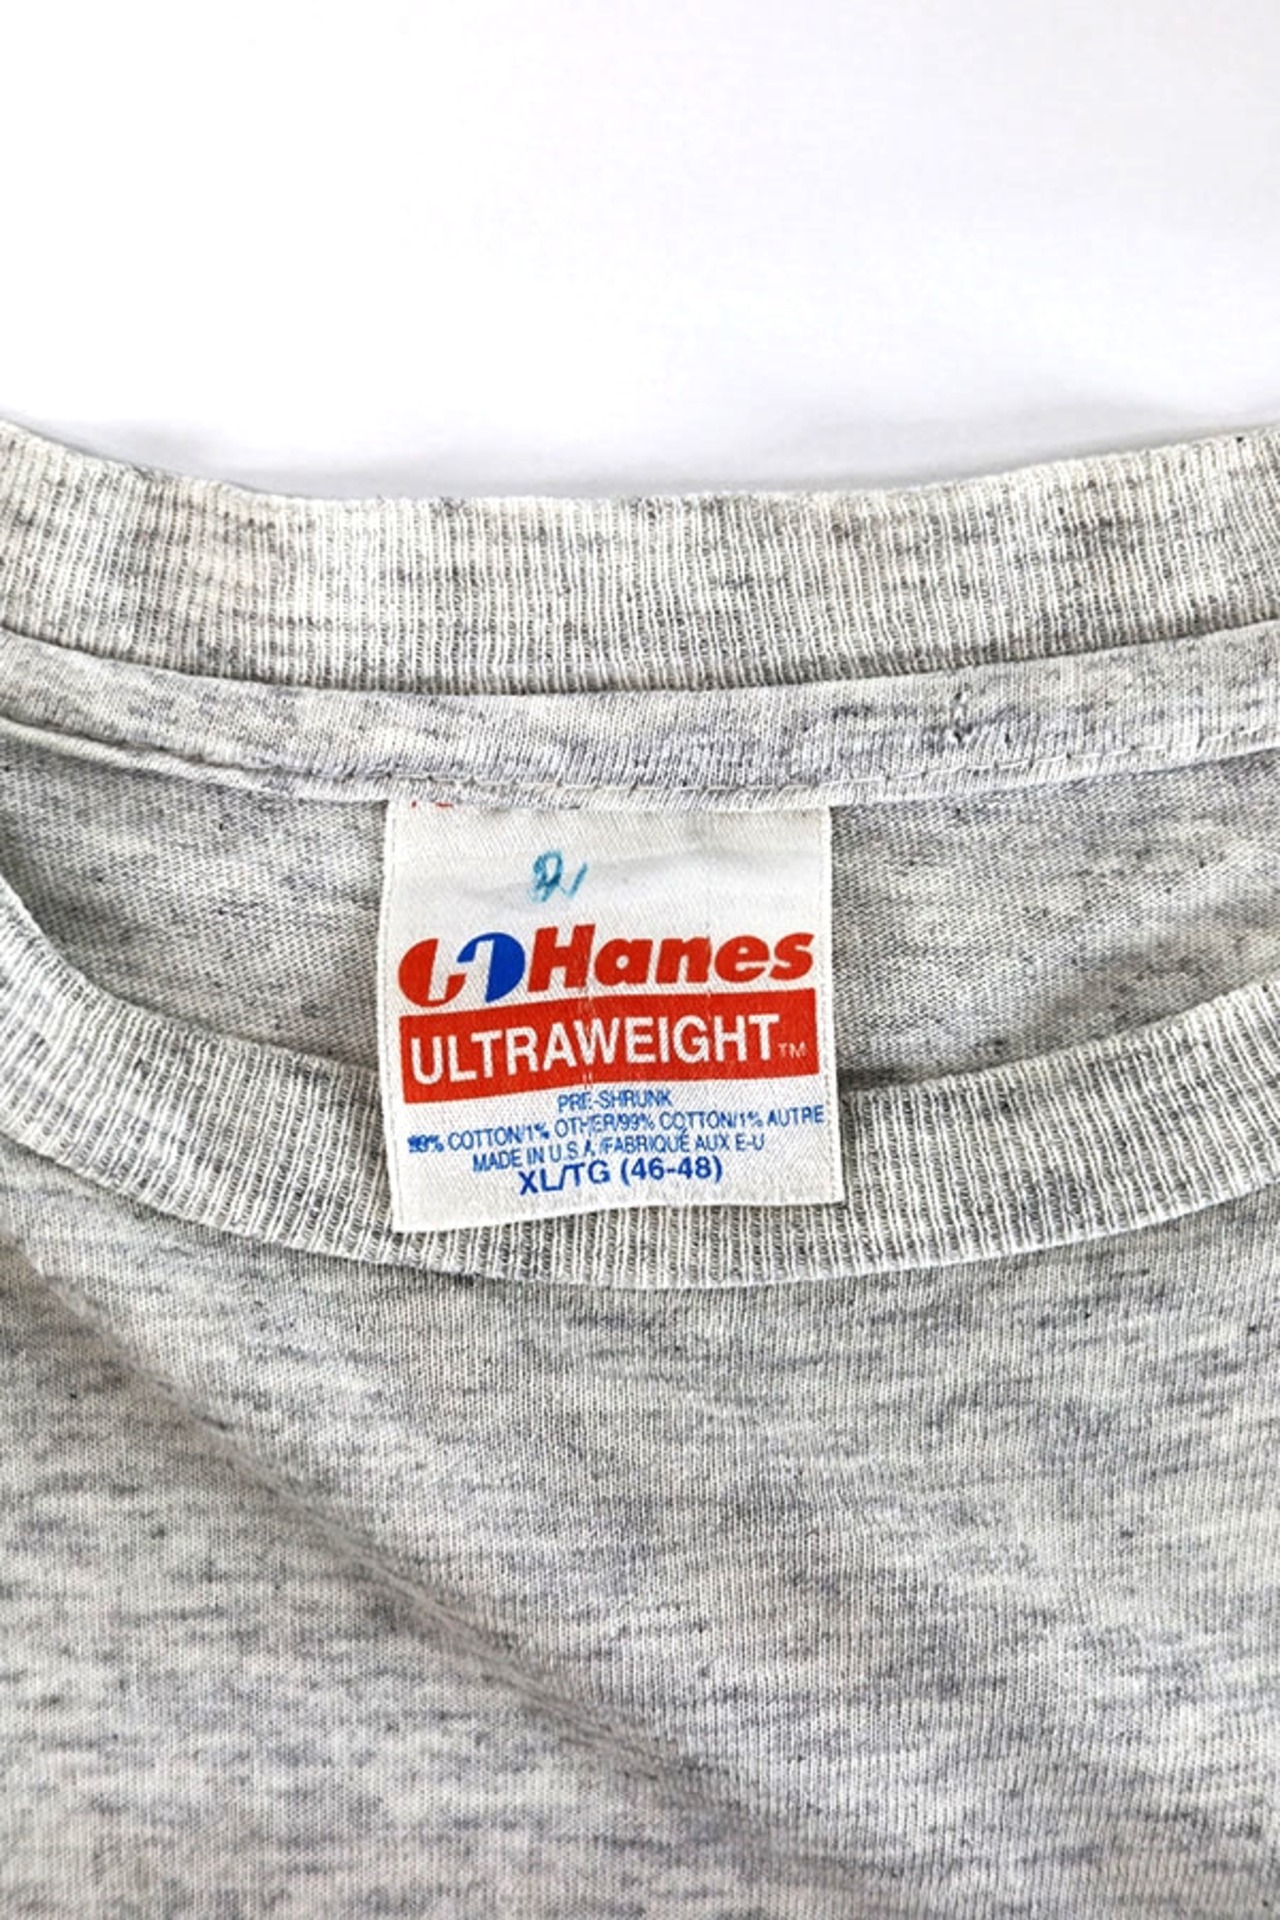 Hanes
ULTRAWEIGHT™
PRE-SHRUNK
99% COTTON/1% OTHER/99% COTTON/1% AUTRE
MADE IN U.S.A./FABRIQUÉ AUX E-U
XL/TG (46-48)